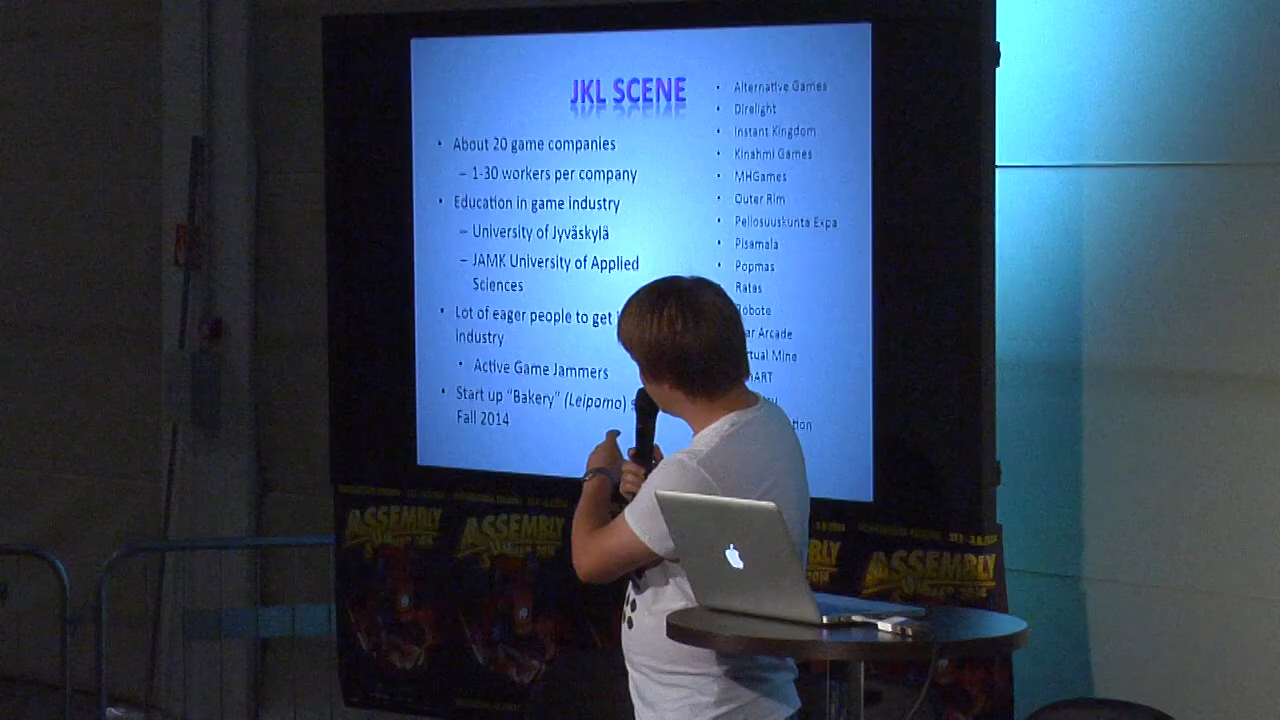 JKL SCENE
• About 20 game companies
– 1-30 workers per company
• Education in game industry
– University of Jyväskylä
– JAMK University of Applied
Sciences
• Lot of eager people to get
industry
• Active Game Jammers
• Start up “Bakery” (Leipomo)
Fall 2014
• Alternative Games
• Direlight
• Instant Kingdom
• Kinahmi Games
• MHGames
• Outer Rim
• Peliosuuskunta Expa
• Pisamala
• Popmas
Ratas
Arcade
Mine
ASSEMBLY
ASSEMBLY
ASSEMBLY
2014